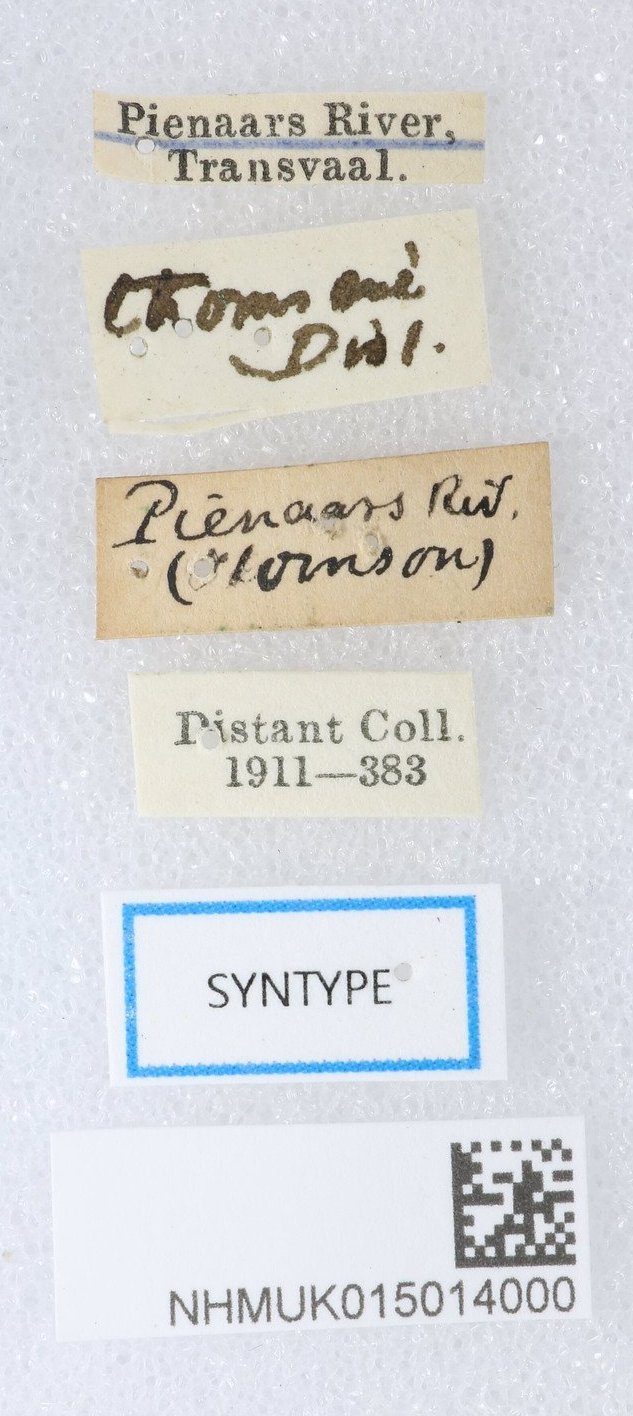 Pienaars River,
Transvaal.
Dist.
Pienaars Riv.
Distant Coll.
1911—383
SYNTYPE
NHMUK015014000